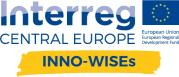 Interreg
CENTRAL EUROPE
European Union
European Regional
Development Fund
INNO-WISEs